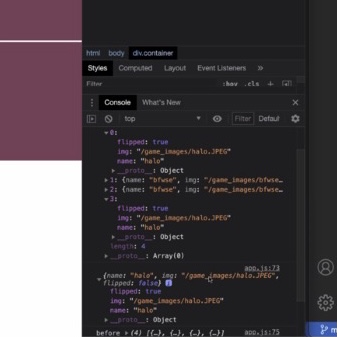 html body div.container
Styles Computed Layout Event Listeners »
Filter :hov .cls +
Console What's New ×
top Filter Default
0:
flipped: true
img: "/game_images/halo.JPEG"
name: "halo"
__proto__: Object
1: {name: "bfwse", img: "/game_images/bfwse…
2: {name: "bfwse", img: "/game_images/bfwse…
3:
flipped: true
img: "/game_images/halo.JPEG"
name: "halo"
__proto__: Object
length: 4
__proto__: Array(0)
app.js:73
{name: "halo", img: "/game_images/halo.JPEG",
flipped: false}
flipped: true
img: "/game_images/halo.JPEG"
name: "halo"
__proto__: Object
before (4) [{…}, {…}, {…}, {…}] app.js:75